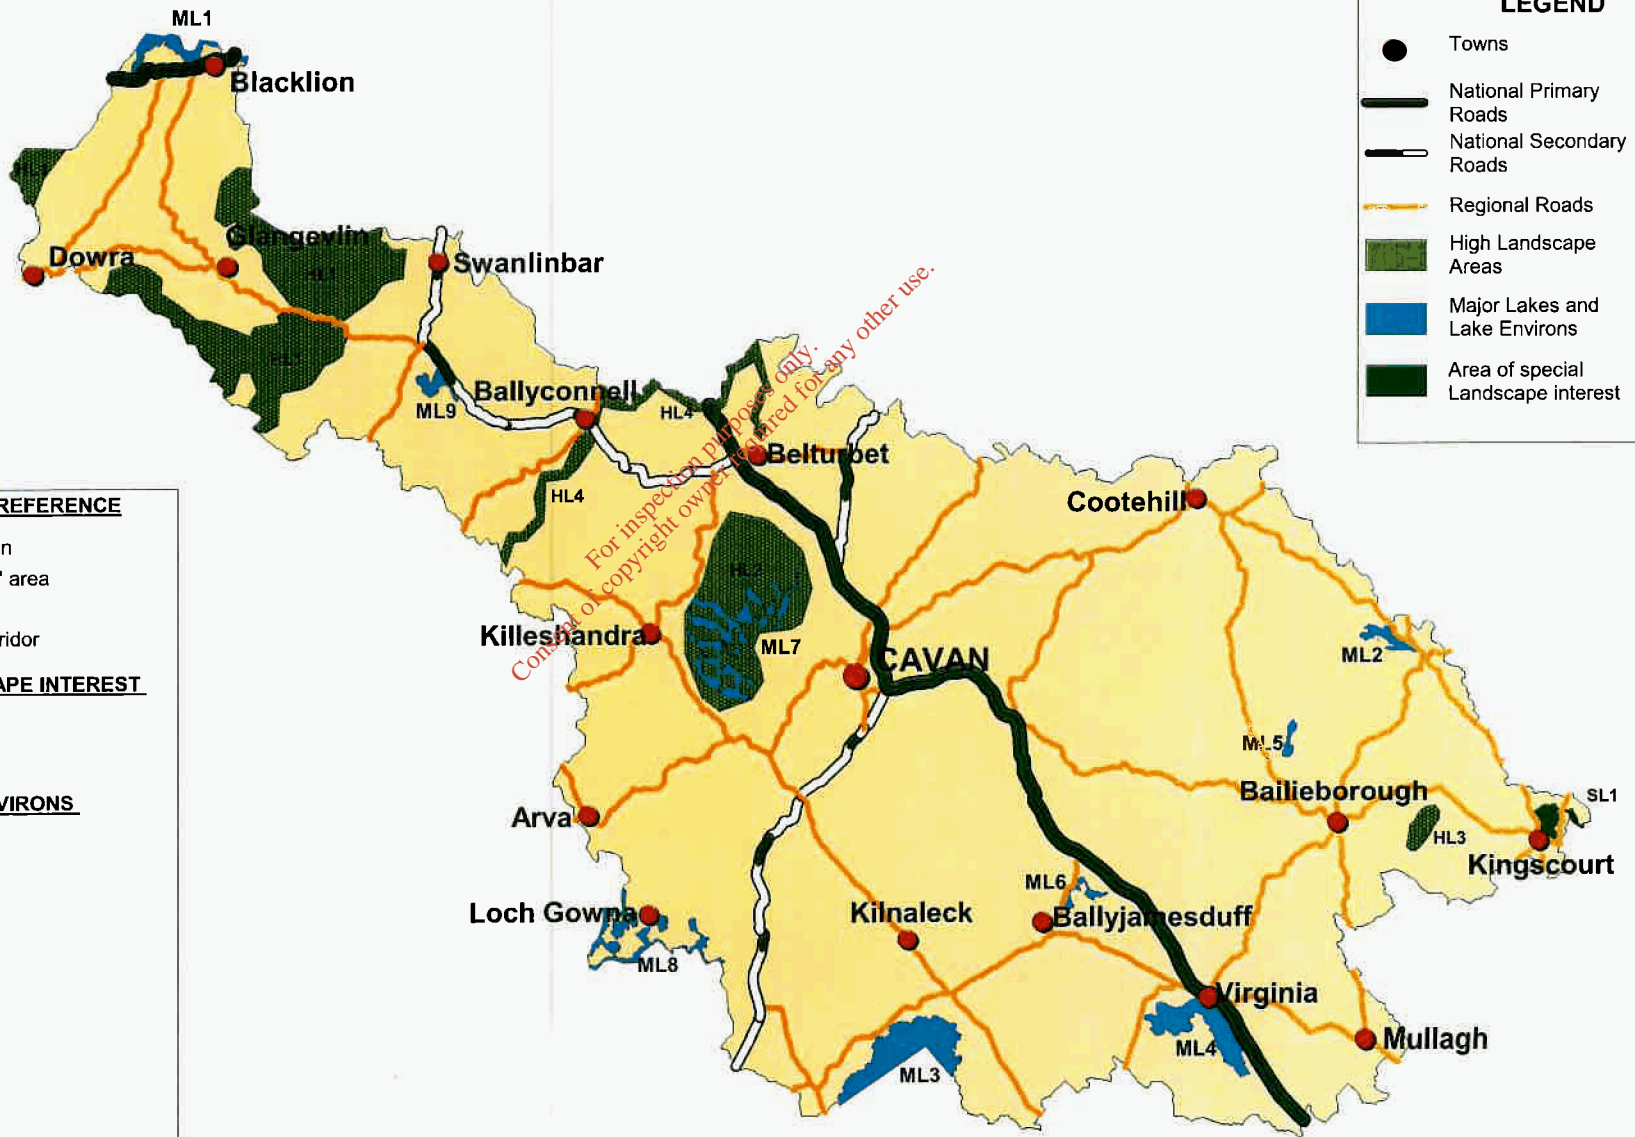 ML1
Blacklion
HL1
Glangevlin
Dowra
HL1
Swanlinbar
HL1
Ballyconnell
ML9
HL4
Belturbet
HL4
Cootehill
HL2
Killeshandra
ML7
CAVAN
ML2
ML5
Bailieborough
SL1
Arva
HL3
Kingscourt
ML6
Loch Gowna
Kilnaleck
Ballyjamesduff
ML8
Virginia
Mullagh
ML4
ML3
For inspection purposes only.
Consent of copyright owner required for any other use.
LEGEND
Towns
National Primary
Roads
National Secondary
Roads
Regional Roads
High Landscape
Areas
Major Lakes and
Lake Environs
Area of special
Landscape interest
REFERENCE
n
' area
ridor
APE INTEREST
VIRONS